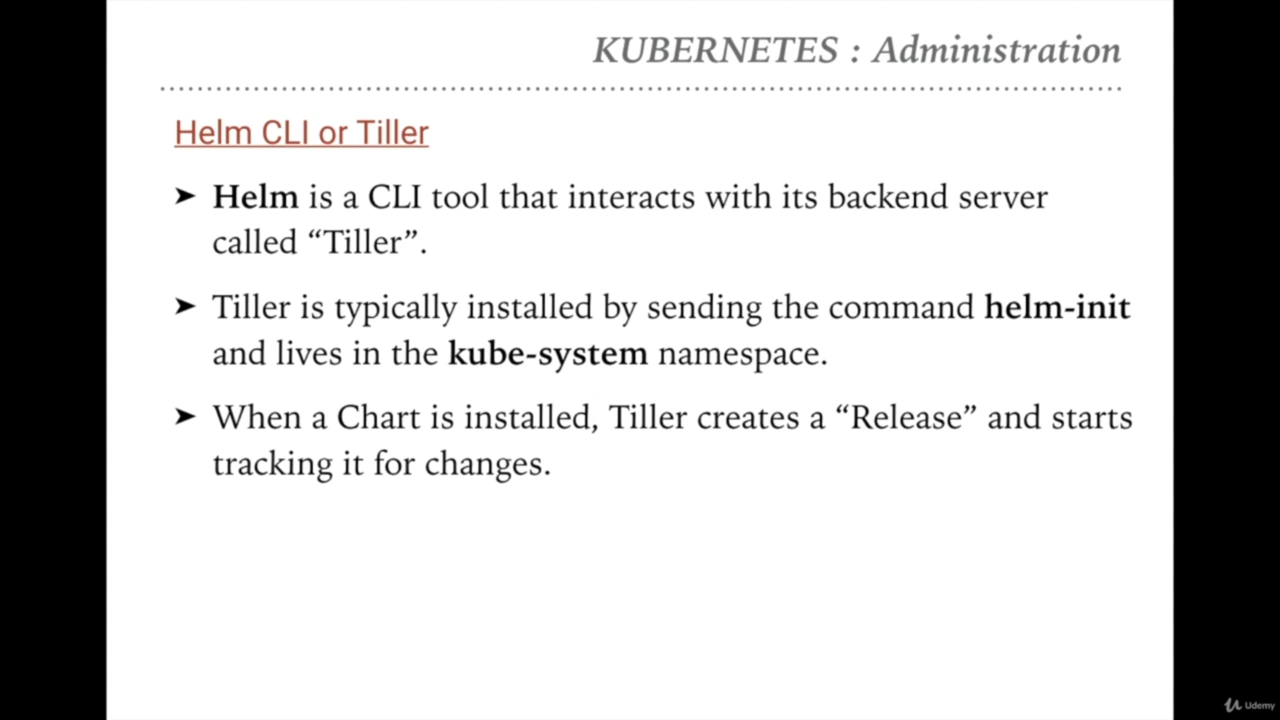 KUBERNETES : Administration
Helm CLI or Tiller
➤ Helm is a CLI tool that interacts with its backend server
called “Tiller”.
➤ Tiller is typically installed by sending the command helm-init
and lives in the kube-system namespace.
➤ When a Chart is installed, Tiller creates a “Release” and starts
tracking it for changes.
Udemy